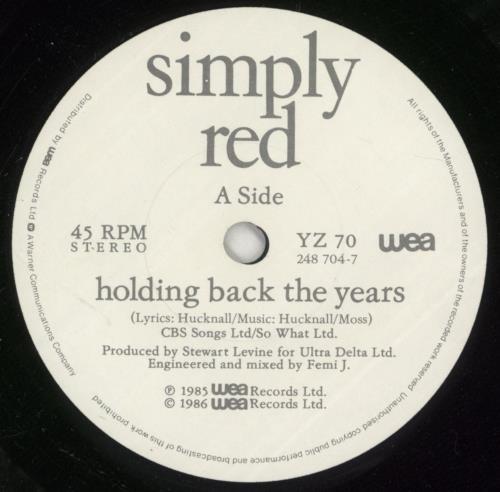 simply
red
A Side
45 RPM
STEREO
YZ 70
248 704-7
wea
holding back the years
(Lyrics: Hucknall/Music: Hucknall/Moss)
CBS Songs Ltd/So What Ltd.
Produced by Stewart Levine for Ultra Delta Ltd.
Engineered and mixed by Femi J.
℗ 1985 wea Records Ltd.
© 1986 wea Records Ltd.
All rights of the Manufacturers and of the owners of the recorded work reserved. Unauthorised copying public performance and broadcasting of this work prohibited
Distributed by wea Records Ltd A Warner Communications Company